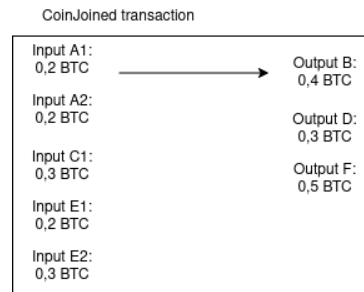 CoinJoined transaction
Input A1:
0,2 BTC
Input A2:
0,2 BTC
Input C1:
0,3 BTC
Input E1:
0,2 BTC
Input E2:
0,3 BTC
Output B:
0,4 BTC
Output D:
0,3 BTC
Output F:
0,5 BTC